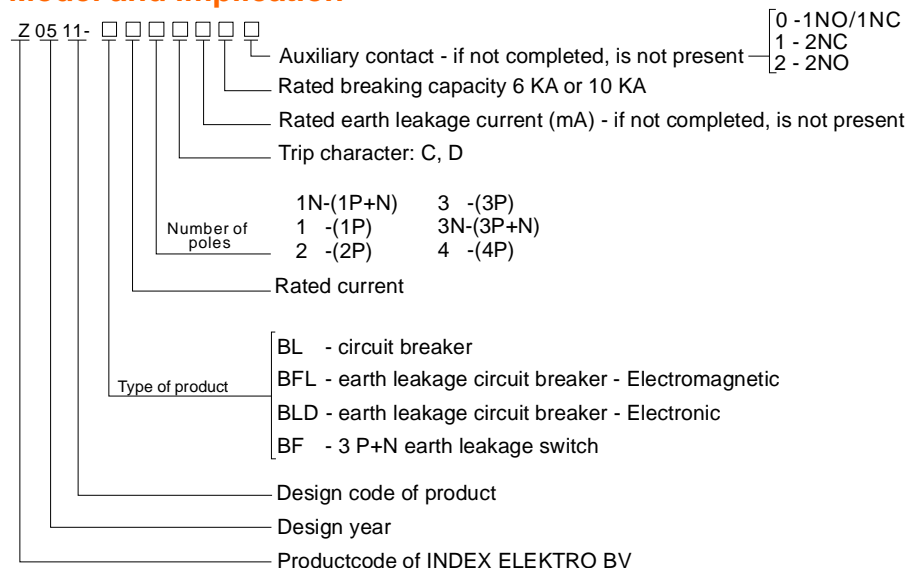 Z 05 11- □ □ □ □ □ □ □
Auxiliary contact - if not completed, is not present
0 -1NO/1NC
1 - 2NC
2 - 2NO
Rated breaking capacity 6 KA or 10 KA
Rated earth leakage current (mA) - if not completed, is not present
Trip character: C, D
Number of
poles
1N-(1P+N) 3 -(3P)
1 -(1P) 3N-(3P+N)
2 -(2P) 4 -(4P)
Rated current
Type of product
BL - circuit breaker
BFL - earth leakage circuit breaker - Electromagnetic
BLD - earth leakage circuit breaker - Electronic
BF - 3 P+N earth leakage switch
Design code of product
Design year
Productcode of INDEX ELEKTRO BV